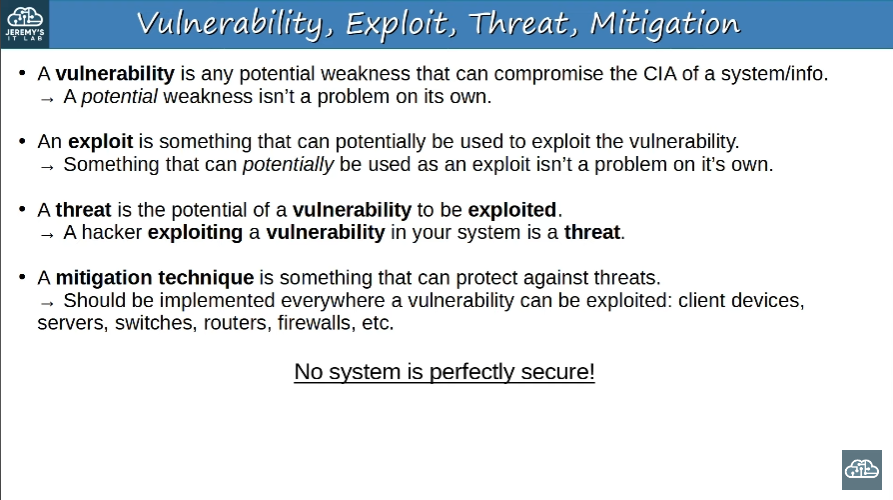 JEREMY'S
IT LAB
Vulnerability, Exploit, Threat, Mitigation
• A vulnerability is any potential weakness that can compromise the CIA of a system/info.
→ A potential weakness isn't a problem on its own.
• An exploit is something that can potentially be used to exploit the vulnerability.
→ Something that can potentially be used as an exploit isn't a problem on it's own.
• A threat is the potential of a vulnerability to be exploited.
→ A hacker exploiting a vulnerability in your system is a threat.
• A mitigation technique is something that can protect against threats.
→ Should be implemented everywhere a vulnerability can be exploited: client devices,
servers, switches, routers, firewalls, etc.
No system is perfectly secure!